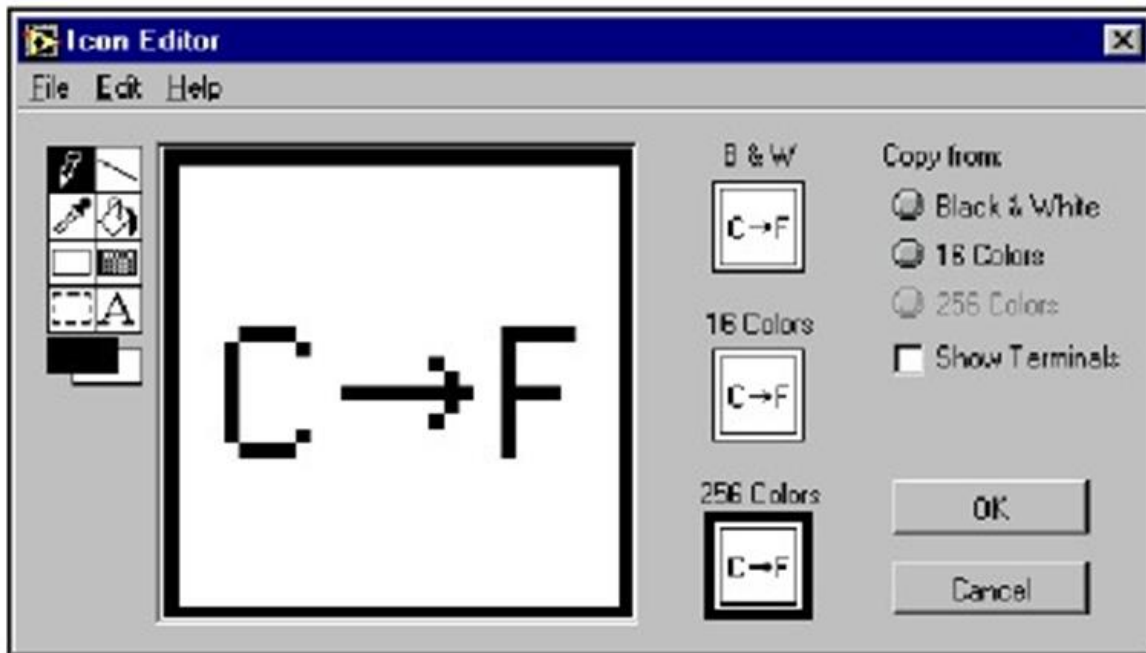 Icon Editor
File Edit Help
A
C→F
B & W
C→F
16 Colors
C→F
256 Colors
C→F
Copy from:
Black & White
16 Colors
256 Colors
Show Terminals
OK
Cancel